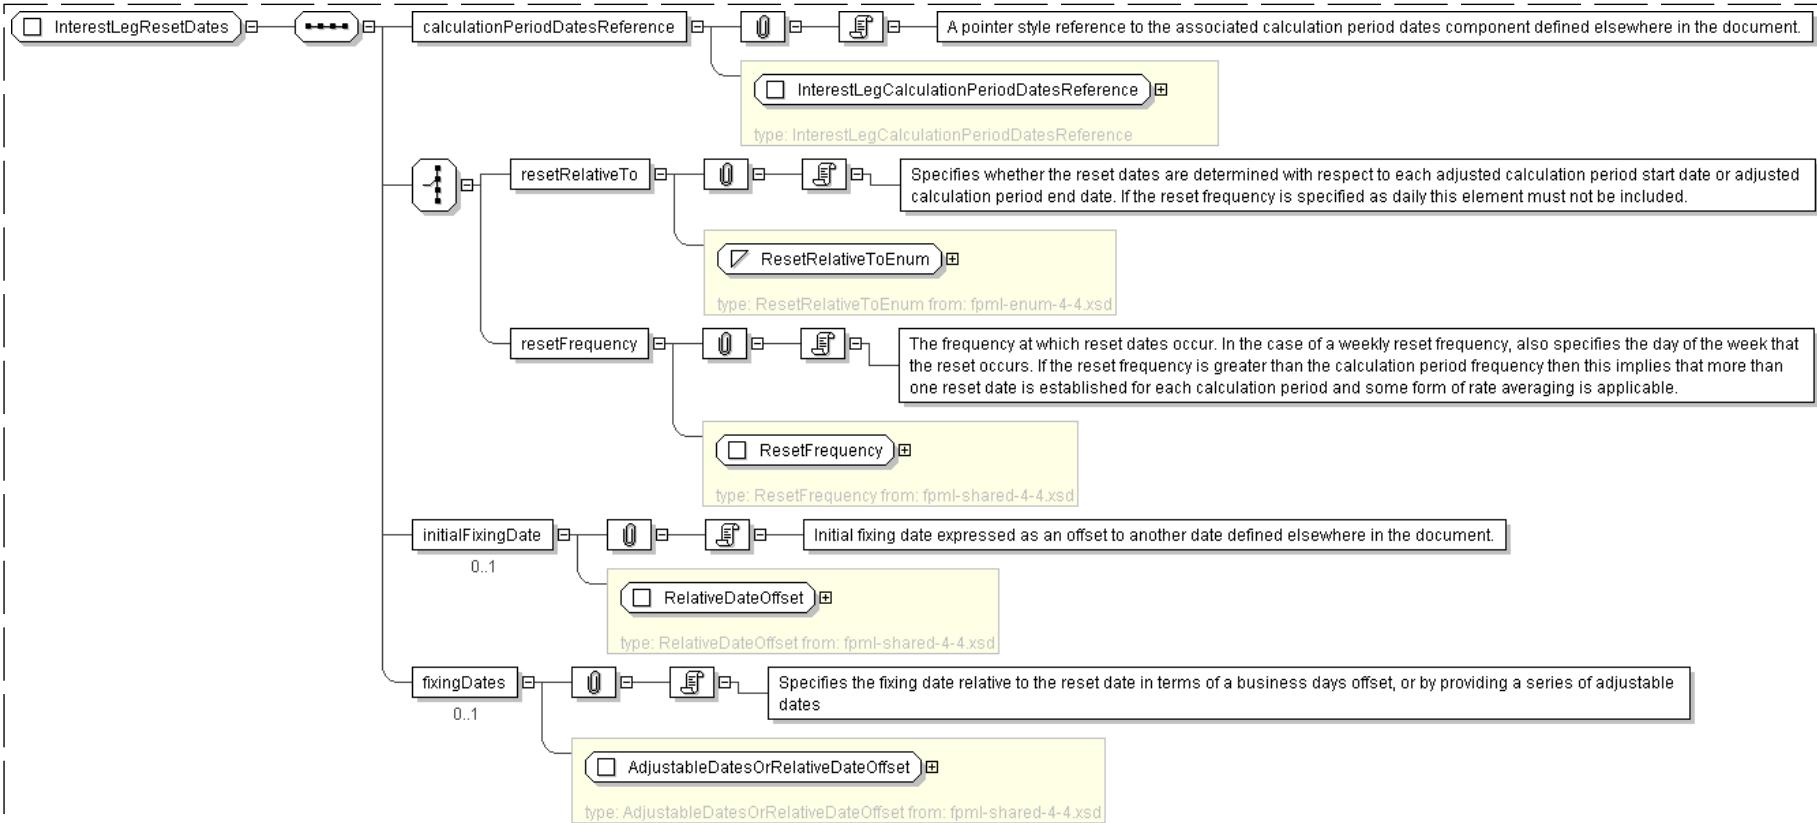 InterestLegResetDates
calculationPeriodDatesReference
A pointer style reference to the associated calculation period dates component defined elsewhere in the document.
InterestLegCalculationPeriodDatesReference
type: InterestLegCalculationPeriodDatesReference
resetRelativeTo
Specifies whether the reset dates are determined with respect to each adjusted calculation period start date or adjusted
calculation period end date. If the reset frequency is specified as daily this element must not be included.
ResetRelativeToEnum
type: ResetRelativeToEnum from: fpml-enum-4-4.xsd
resetFrequency
The frequency at which reset dates occur. In the case of a weekly reset frequency, also specifies the day of the week that
the reset occurs. If the reset frequency is greater than the calculation period frequency then this implies that more than
one reset date is established for each calculation period and some form of rate averaging is applicable.
ResetFrequency
type: ResetFrequency from: fpml-shared-4-4.xsd
initialFixingDate
Initial fixing date expressed as an offset to another date defined elsewhere in the document.
0..1
RelativeDateOffset
type: RelativeDateOffset from: fpml-shared-4-4.xsd
fixingDates
Specifies the fixing date relative to the reset date in terms of a business days offset, or by providing a series of adjustable
dates
0..1
AdjustableDatesOrRelativeDateOffset
type: AdjustableDatesOrRelativeDateOffset from: fpml-shared-4-4.xsd